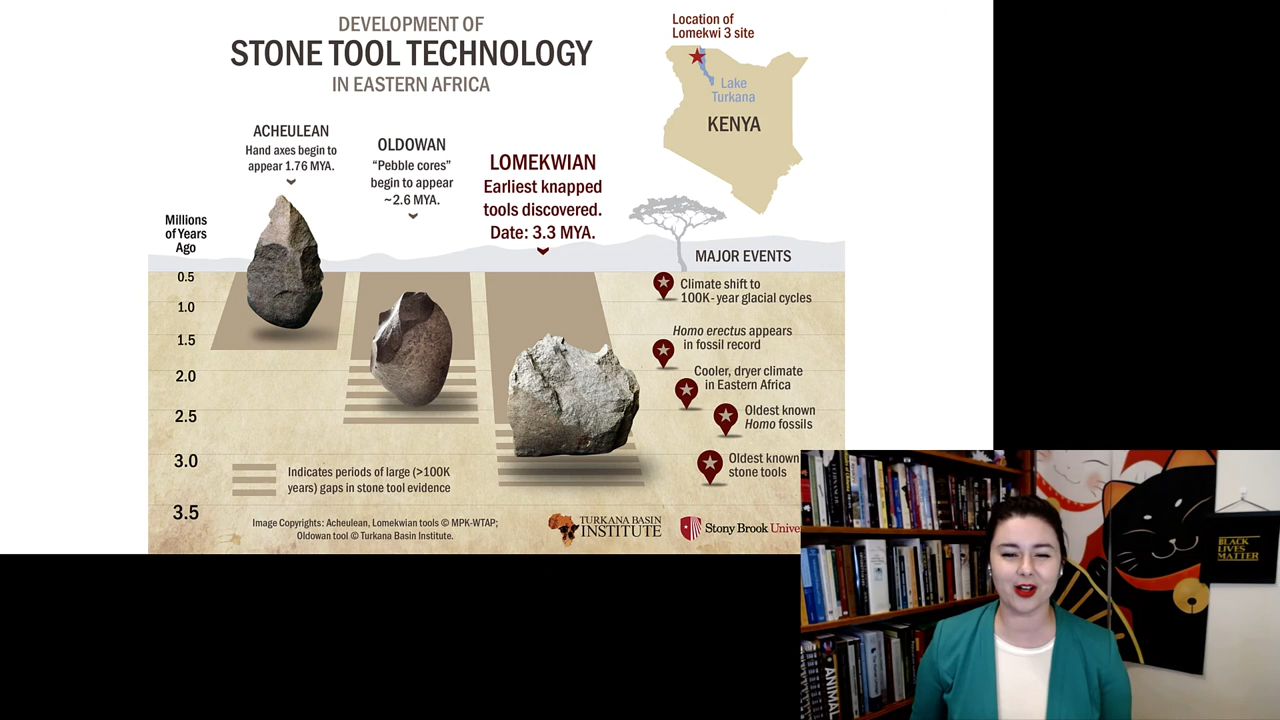 DEVELOPMENT OF
STONE TOOL TECHNOLOGY
IN EASTERN AFRICA
Location of
Lomekwi 3 site
Lake
Turkana
KENYA
ACHEULEAN
Hand axes begin to
appear 1.76 MYA.
OLDOWAN
“Pebble cores”
begin to appear
~2.6 MYA.
LOMEKWIAN
Earliest knapped
tools discovered.
Date: 3.3 MYA.
Millions
of Years
Ago
0.5
1.0
1.5
2.0
2.5
3.0
3.5
MAJOR EVENTS
Climate shift to
100K-year glacial cycles
Homo erectus appears
in fossil record
Cooler, dryer climate
in Eastern Africa
Oldest known
Homo fossils
Oldest known
stone tools
Indicates periods of large (>100K
years) gaps in stone tool evidence
Image Copyrights: Acheulean, Lomekwian tools © MPK-WTAP;
Oldowan tool © Turkana Basin Institute.
TURKANA BASIN
INSTITUTE
Stony Brook Unive
BLACK
LIVES
MATTER
ANIMAL